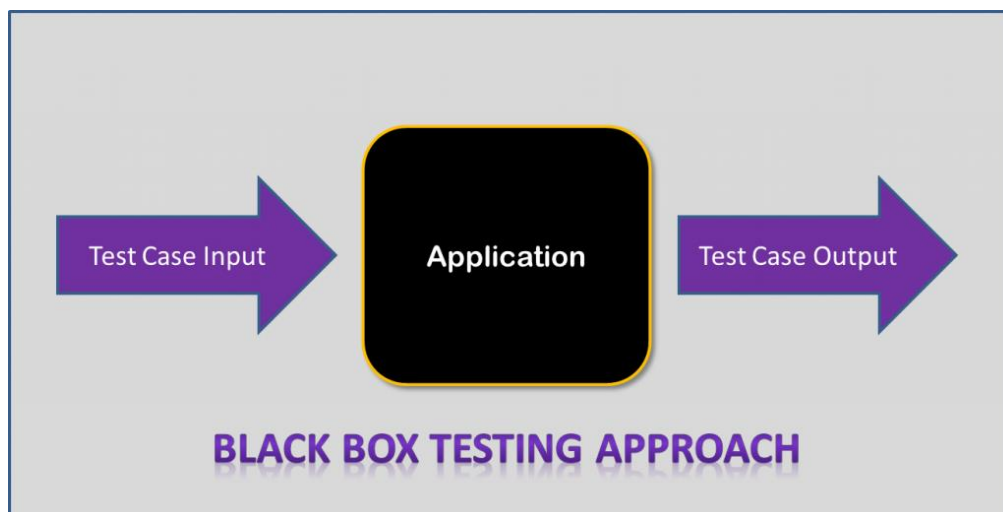 Test Case Input
Application
Test Case Output
BLACK BOX TESTING APPROACH